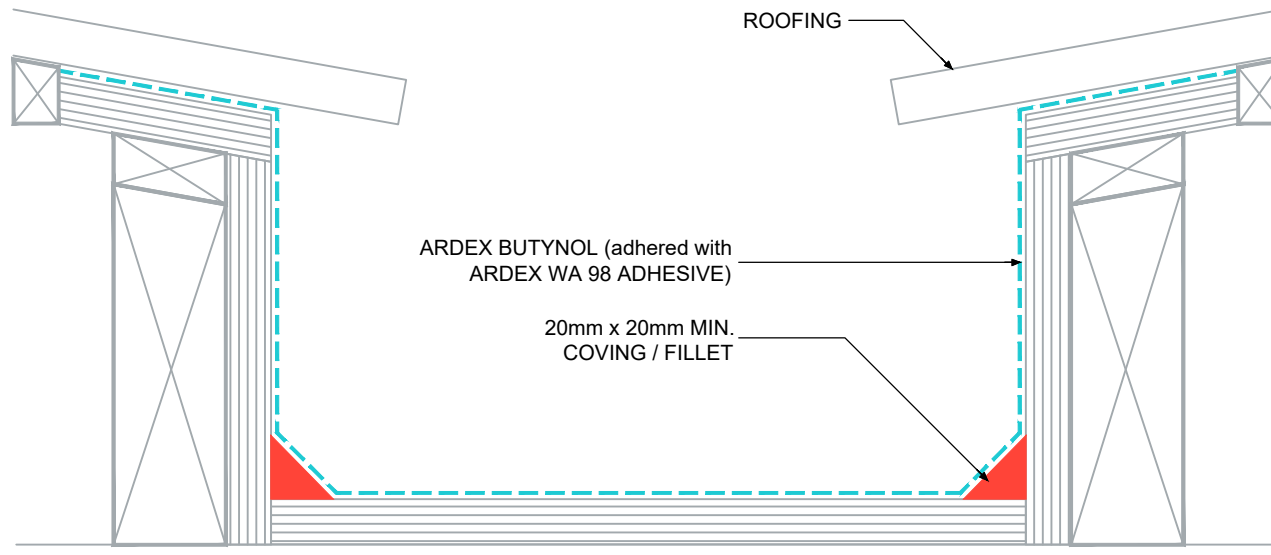 ROOFING
ARDEX BUTYNOL (adhered with
ARDEX WA 98 ADHESIVE)
20mm x 20mm MIN.
COVING / FILLET